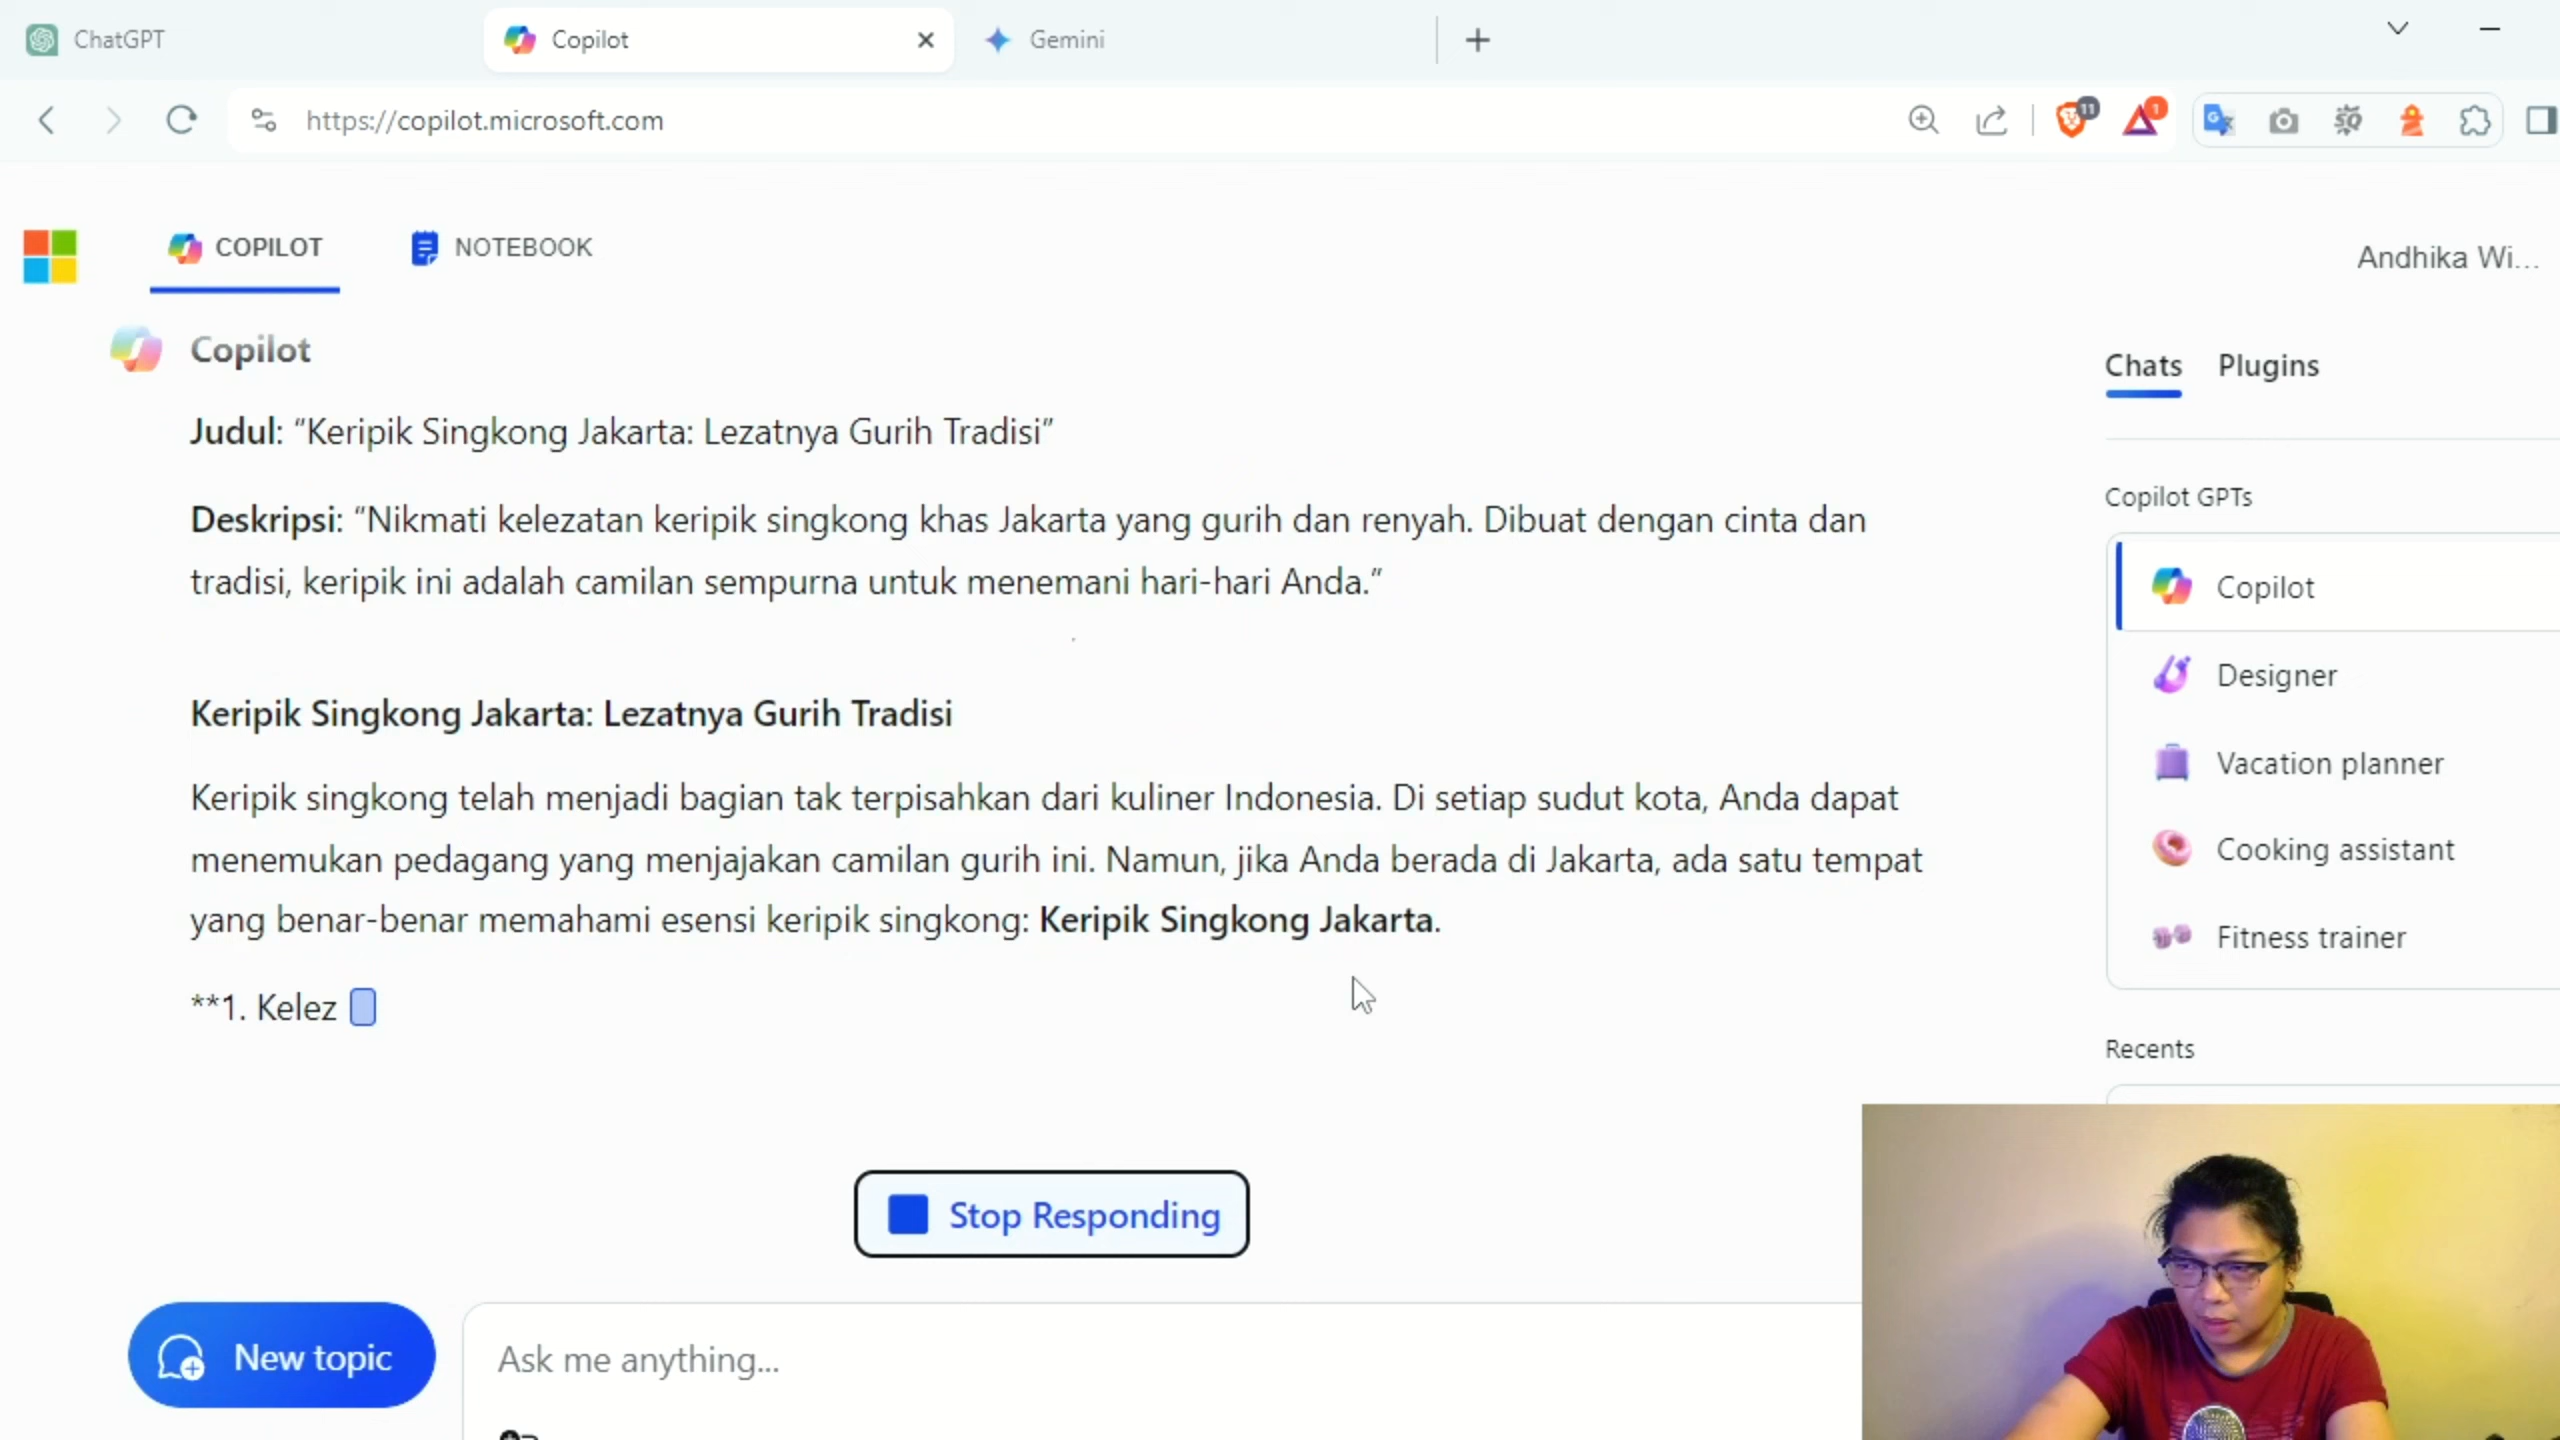 ChatGPT
Copilot
Gemini
https://copilot.microsoft.com
11
1
COPILOT
NOTEBOOK
Andhika Wi...
Copilot
Judul: “Keripik Singkong Jakarta: Lezatnya Gurih Tradisi”
Deskripsi: “Nikmati kelezatan keripik singkong khas Jakarta yang gurih dan renyah. Dibuat dengan cinta dan
tradisi, keripik ini adalah camilan sempurna untuk menemani hari-hari Anda.”
Keripik Singkong Jakarta: Lezatnya Gurih Tradisi
Keripik singkong telah menjadi bagian tak terpisahkan dari kuliner Indonesia. Di setiap sudut kota, Anda dapat
menemukan pedagang yang menjajakan camilan gurih ini. Namun, jika Anda berada di Jakarta, ada satu tempat
yang benar-benar memahami esensi keripik singkong: Keripik Singkong Jakarta.
**1. Kelez
Stop Responding
New topic
Ask me anything...
Chats
Plugins
Copilot GPTs
Copilot
Designer
Vacation planner
Cooking assistant
Fitness trainer
Recents